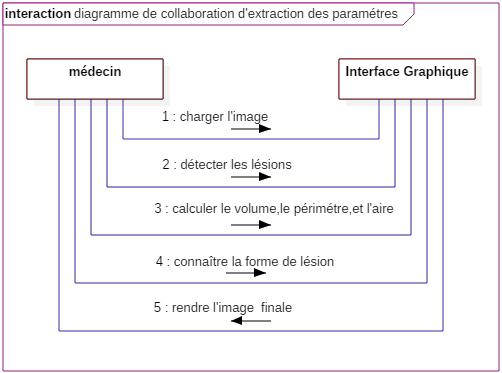 interaction diagramme de collaboration d'extraction des paramétres
médecin
Interface Graphique
1 : charger l'image
2 : détecter les lésions
3 : calculer le volume,le périmétre,et l'aire
4 : connaître la forme de lésion
5 : rendre l'image  finale